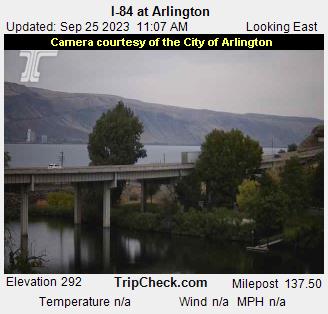 I-84 at Arlington
Updated: Sep 25 2023 11:07 AM Looking East
Camera courtesy of the City of Arlington
Elevation 292 TripCheck.com Milepost 137.50
Temperature n/a Wind n/a MPH n/a